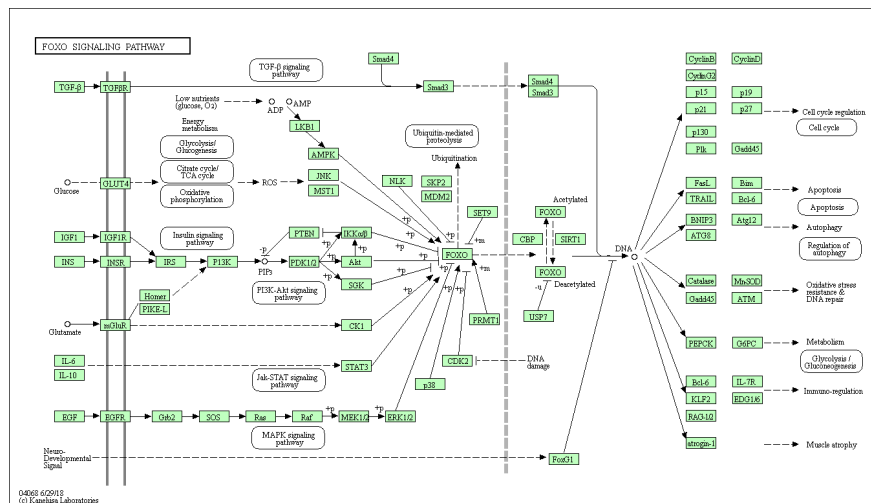 FOXO SIGNALING PATHWAY
TGF-β signaling
pathway
Smad4
TGF-β
TGFβR
Smad3
Smad4
Smad3
Low nutrients
(glucose, O2)
ADP
AMP
Energy
metabolism
LKB1
AMPK
Glycolysis/
Glucogenesis
Citrate cycle/
TCA cycle
Oxidative
phosphorylation
Glucose
GLUT4
ROS
JNK
MST1
NLK
Ubiquitin-mediated
proteolysis
Ubiquitination
SKP2
MDM2
SET9
+p
+p
+p
+m
Insulin signaling
pathway
IGF1
IGF1R
INS
INSR
IRS
PI3K
PIPs
-p
PTEN
PDK1/2
IKKα/β
Akt
SGK
+p
+p
+p
+p
+p
+p
FOXO
+m
PI3K-Akt signaling
pathway
Homer
PIKE-L
Glutamate
mGluR
CK1
+p
PRMT1
IL-6
IL-10
Jak-STAT signaling
pathway
STAT3
p38
CDK2
DNA
damage
EGF
EGFR
Grb2
SOS
Ras
Raf
+p
MEK1/2
+p
ERK1/2
MAPK signaling
pathway
Neuro-
Developmental
Signal
FoxG1
Acetylated
FOXO
CBP
SIRT1
FOXO
Deacetylated
-u
USP7
DNA
CyclinB
CyclinD
CyclinG2
p15
p19
p21
p27
p130
Plk
Gadd45
Cell cycle regulation
Cell cycle
FasL
Bim
TRAIL
Bcl-6
Apoptosis
Apoptosis
BNIP3
Atg12
ATG8
Autophagy
Regulation of
autophagy
Catalase
Mn-SOD
Gadd45
ATM
Oxidative stress
resistance &
DNA repair
PEPCK
G6PC
Metabolism
Glycolysis /
Gluconeogenesis
Bcl-6
IL-7R
KLF2
EDG1/6
RAG-1/2
Immuno-regulation
atrogin-1
Muscle atrophy
04068 6/29/18
(c) Kanehisa Laboratories